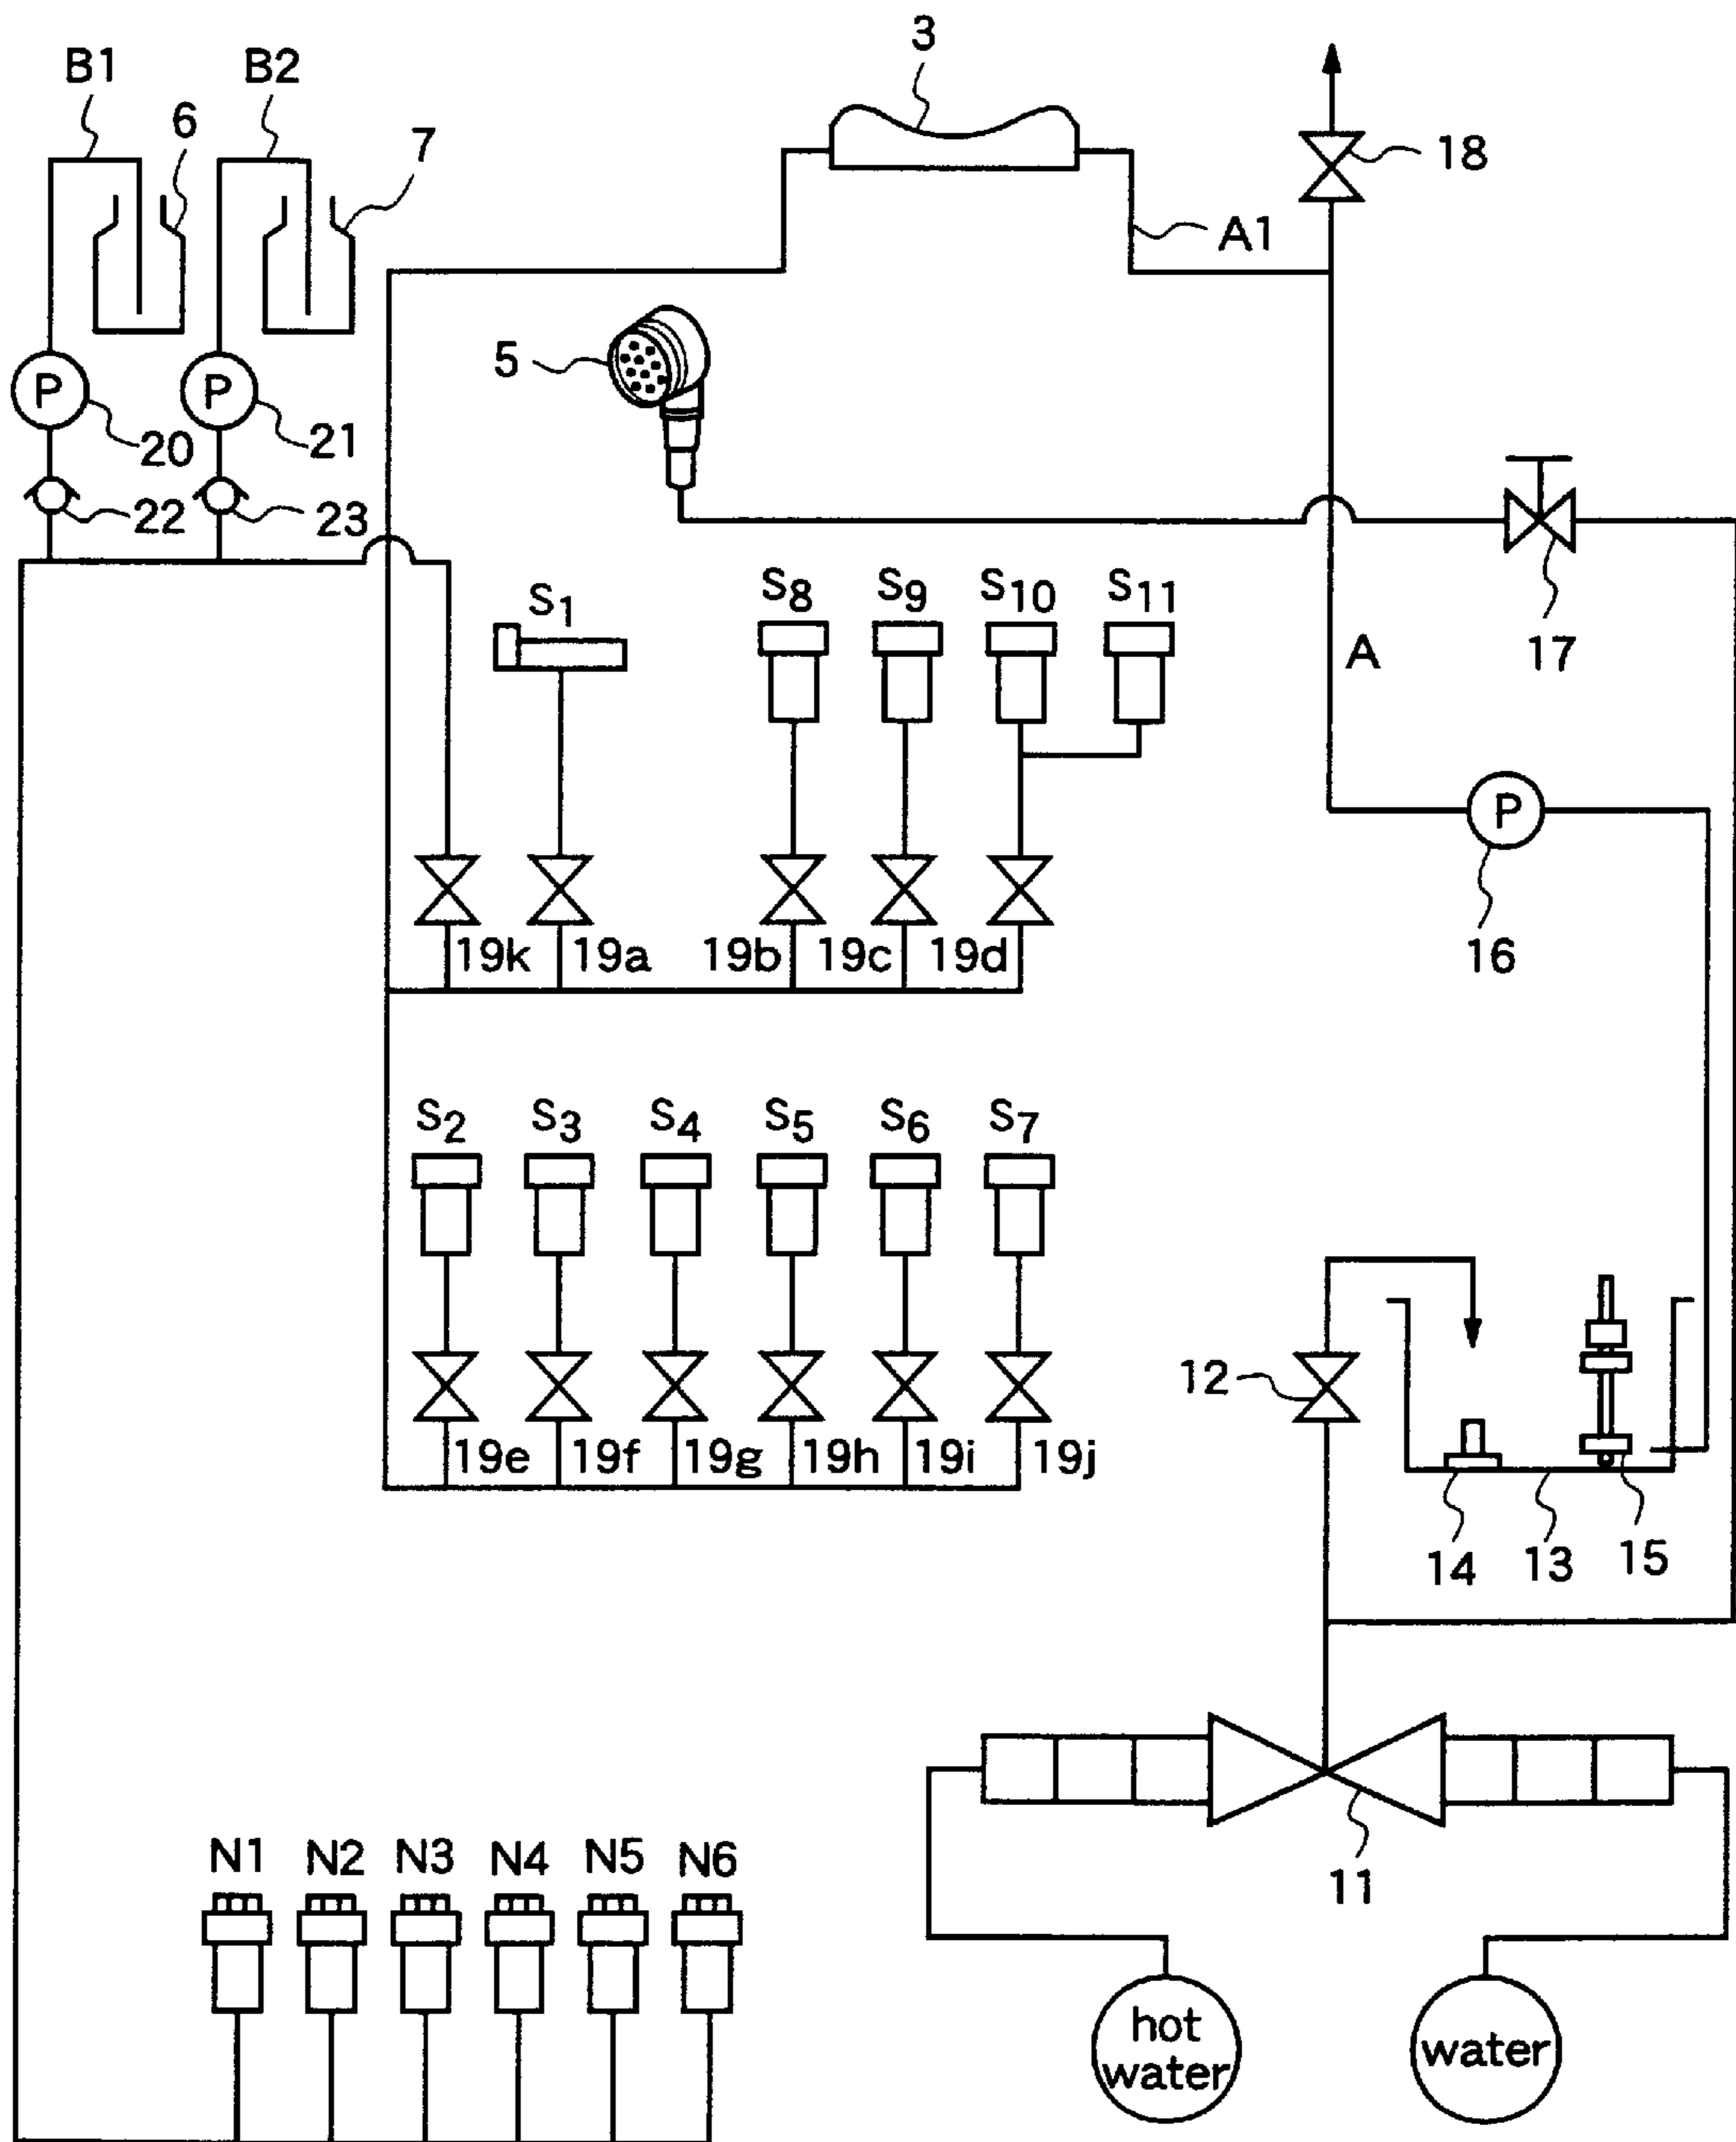 3
B1
B2
6
7
18
A1
5
20
21
22
23
S1
S8
S9
S10
S11
17
A
P
P
P
16
19k
19a
19b
19c
19d
S2
S3
S4
S5
S6
S7
12
19e
19f
19g
19h
19i
19j
14
13
15
11
N1
N2
N3
N4
N5
N6
hot
water
water